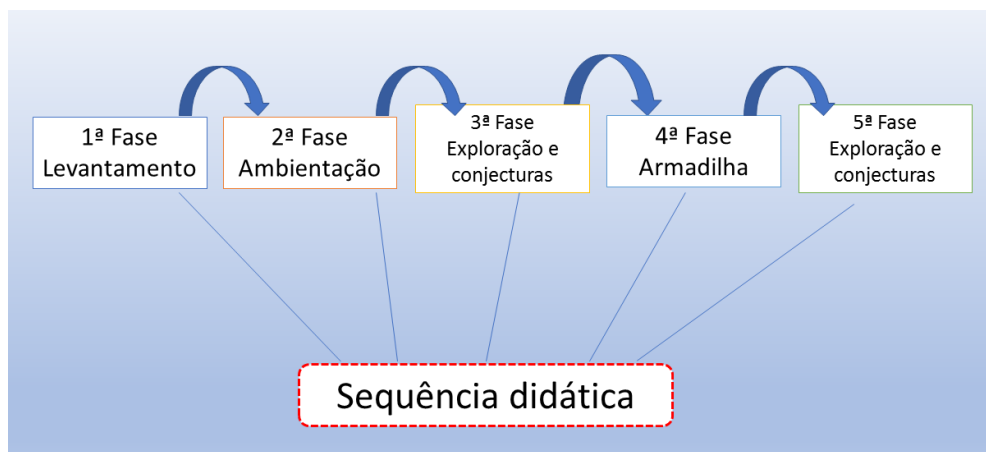 1ª Fase
Levantamento
2ª Fase
Ambientação
3ª Fase
Exploração e
conjecturas
4ª Fase
Armadilha
5ª Fase
Exploração e
conjecturas
Sequência didática